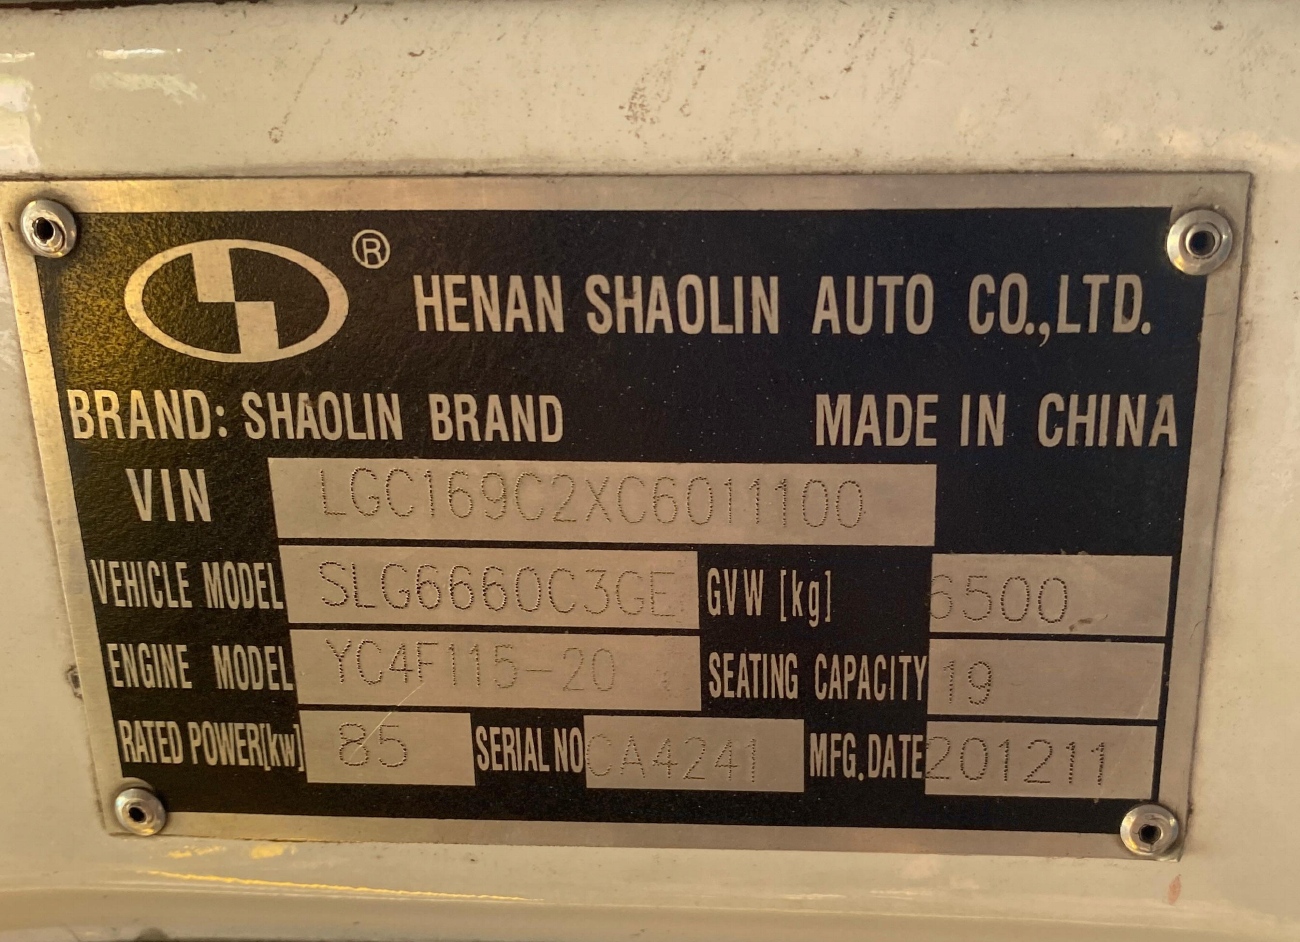 ® HENAN SHAOLIN AUTO CO.,LTD.
BRAND: SHAOLIN BRAND MADE IN CHINA
VIN LGC169C2XC6011100
VEHICLE MODEL SLG6660C3GE GVW [kg] 6500
ENGINE MODEL YC4F115-20 SEATING CAPACITY 19
RATED POWER[kw] 85 SERIAL NO CA4241 MFG.DATE 201211